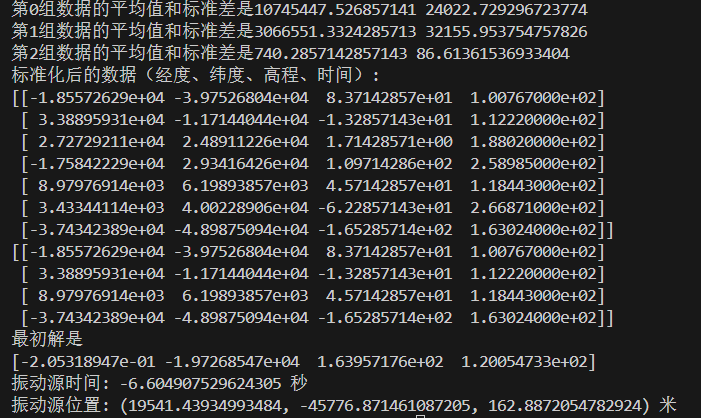 第0组数据的平均值和标准差是10745447.526857141 24022.729296723774
第1组数据的平均值和标准差是3066551.3324285713 32155.953754757826
第2组数据的平均值和标准差是740.2857142857143 86.61361536933404
标准化后的数据（经度、纬度、高程、时间）:
[[-1.85572629e+04 -3.97526804e+04  8.37142857e+01  1.00767000e+02]
 [ 3.38895931e+04 -1.17144044e+04 -1.32857143e+01  1.12220000e+02]
 [ 2.72729211e+04  2.48911226e+04  1.71428571e+00  1.88020000e+02]
 [-1.75842229e+04  2.93416426e+04  1.09714286e+02  2.58985000e+02]
 [ 8.97976914e+03  6.19893857e+03  4.57142857e+01  1.18443000e+02]
 [ 3.43344114e+03  4.00228906e+04 -6.22857143e+01  2.66871000e+02]
 [-3.74342389e+04 -4.89875094e+04 -1.65285714e+02  1.63024000e+02]]
[[-1.85572629e+04 -3.97526804e+04  8.37142857e+01  1.00767000e+02]
 [ 3.38895931e+04 -1.17144044e+04 -1.32857143e+01  1.12220000e+02]
 [ 8.97976914e+03  6.19893857e+03  4.57142857e+01  1.18443000e+02]
 [-3.74342389e+04 -4.89875094e+04 -1.65285714e+02  1.63024000e+02]]
最初解是
[-2.05318947e-01 -1.97268547e+04  1.63957176e+02  1.20054733e+02]
振动源时间: -6.604907529624305 秒
振动源位置: (19541.43934993484, -45776.871461087205, 162.8872054782924) 米